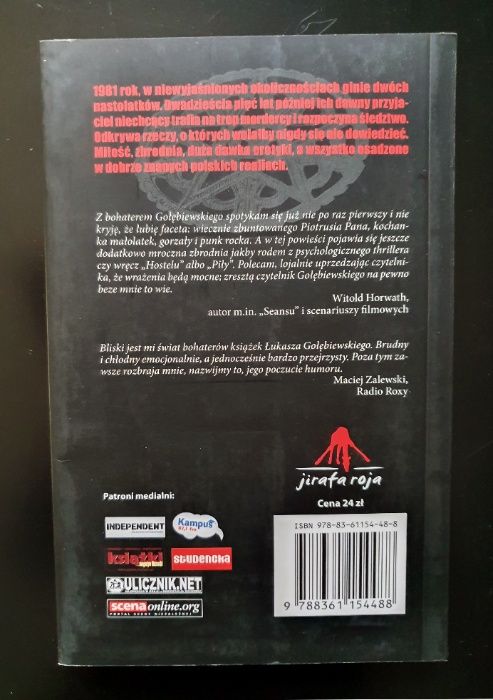 1981 rok, w niewyjaśnionych okolicznościach ginie dwóch
nastolatków. Dwadzieścia pięć lat później ich dawny przyja-
ciel niechcący trafia na trop mordercy i rozpoczyna śledztwo.
Odkrywa rzeczy, o których wolałby nigdy się nie dowiedzieć.
Miłość, zbrodnia, duża dawka erotyki, a wszystko osadzone
w dobrze znanych polskich realiach.
Z bohaterem Gołębiewskiego spotykam się już nie po raz pierwszy i nie
kryję, że lubię faceta: wiecznie zbuntowanego Piotrusia Pana, kochan-
ka małolatek, gorzały i punk rocka. A w tej powieści pojawia się jeszcze
dodatkowo mroczna zbrodnia jakby rodem z psychologicznego thrillera
czy wręcz „Hostelu" albo „Piły". Polecam, lojalnie uprzedzając czytelni-
ka, że wrażenia będą mocne; zresztą czytelnik Gołębiewskiego na pewno
beze mnie to wie.
Witold Horwath,
autor m.in. „Seansu" i scenariuszy filmowych
Bliski jest mi świat bohaterów książek Łukasza Gołębiewskiego. Brudny
i chłodny emocjonalnie, a jednocześnie bardzo przejrzysty. Poza tym za-
wsze rozbraja mnie, nazwijmy to, jego poczucie humoru.
Maciej Zalewski,
Radio Roxy
jirafa roja
Cena 24 zł
Patroni medialni:
INDEPENDENT
Kampus
97,1 fm
książki
studencka
ULICZNIK.NET
scenaonline.org
PORTAL SCENY NIEZALEŻNEJ
ISBN 978-83-61154-48-8
9 788361 154488